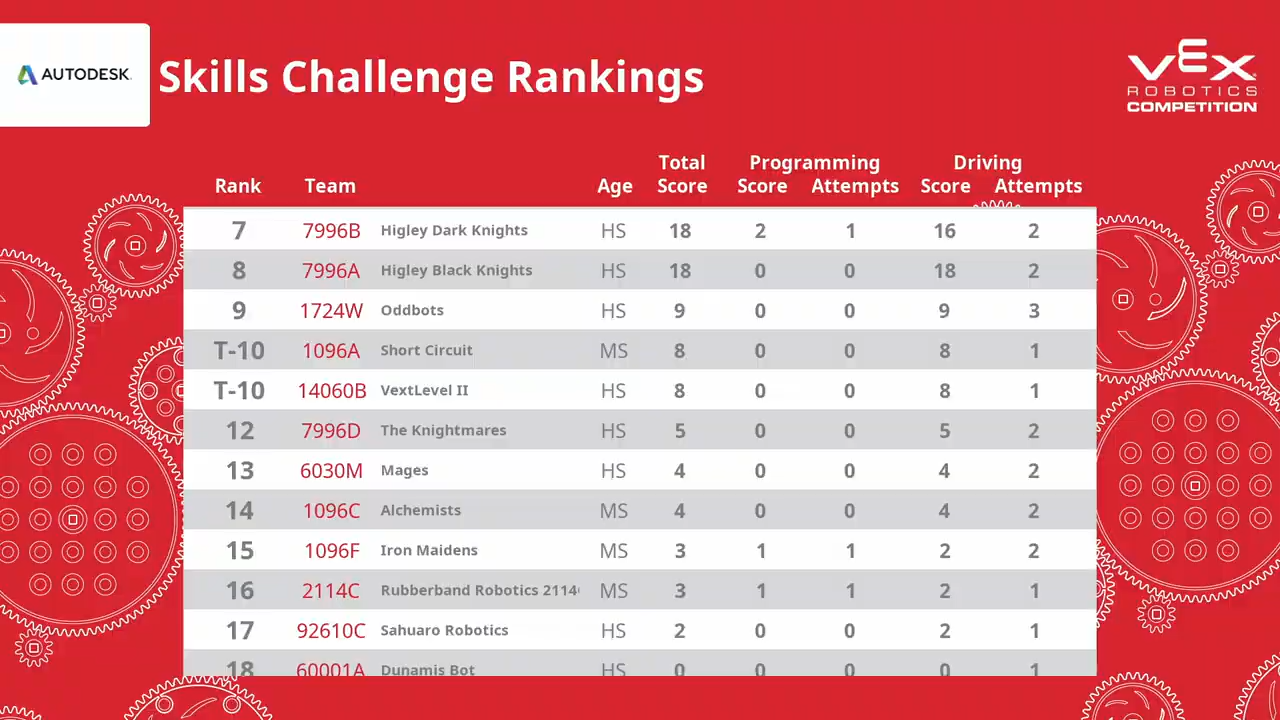 AUTODESK.
Skills Challenge Rankings
VEX
ROBOTICS
COMPETITION
Total Programming Driving
Rank Team Age Score Score Attempts Score Attempts
7 7996B Higley Dark Knights HS 18 2 1 16 2
8 7996A Higley Black Knights HS 18 0 0 18 2
9 1724W Oddbots HS 9 0 0 9 3
T-10 1096A Short Circuit MS 8 0 0 8 1
T-10 14060B VextLevel II HS 8 0 0 8 1
12 7996D The Knightmares HS 5 0 0 5 2
13 6030M Mages HS 4 0 0 4 2
14 1096C Alchemists MS 4 0 0 4 2
15 1096F Iron Maidens MS 3 1 1 2 2
16 2114C Rubberband Robotics 2114 MS 3 1 1 2 1
17 92610C Sahuaro Robotics HS 2 0 0 2 1
18 60001A Dunamis Bot HS 0 0 0 0 1